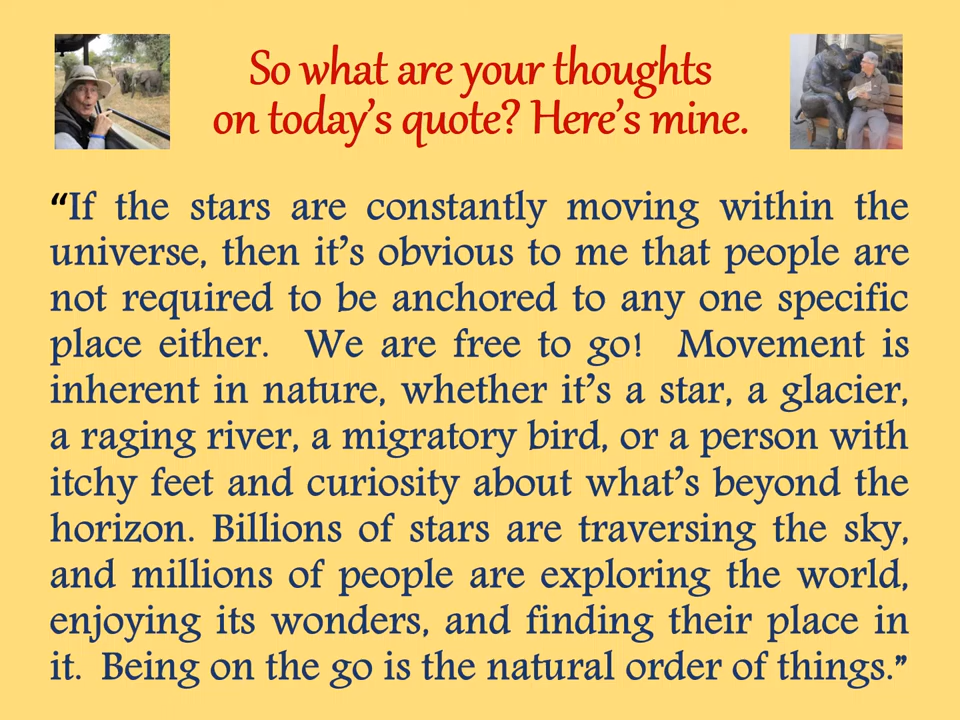 So what are your thoughts
on today's quote? Here's mine.
“If the stars are constantly moving within the
universe, then it’s obvious to me that people are
not required to be anchored to any one specific
place either. We are free to go! Movement is
inherent in nature, whether it’s a star, a glacier,
a raging river, a migratory bird, or a person with
itchy feet and curiosity about what’s beyond the
horizon. Billions of stars are traversing the sky,
and millions of people are exploring the world,
enjoying its wonders, and finding their place in
it. Being on the go is the natural order of things.”